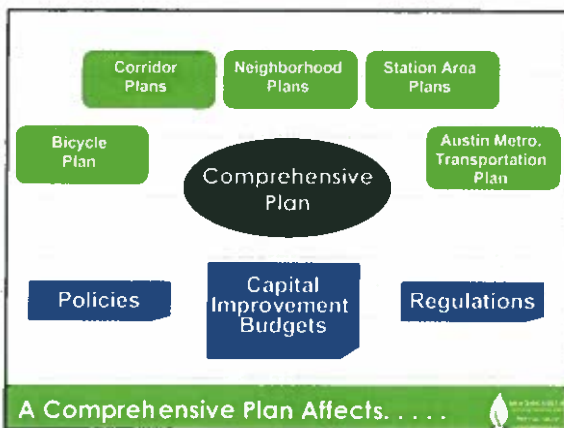 Corridor
Plans
Neighborhood
Plans
Station Area
Plans
Bicycle
Plan
Austin Metro.
Transportation
Plan
Comprehensive
Plan
Policies
Capital
Improvement
Budgets
Regulations
A Comprehensive Plan Affects. . . . .